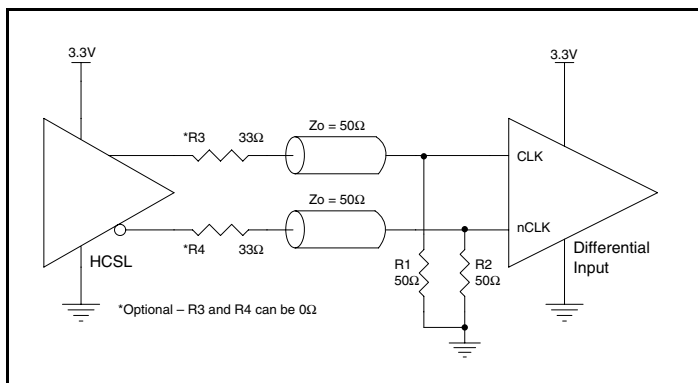 3.3V
3.3V
*R3 33Ω
Zo = 50Ω
CLK
Zo = 50Ω
nCLK
*R4 33Ω
HCSL
R1
50Ω
R2
50Ω
Differential
Input
*Optional – R3 and R4 can be 0Ω